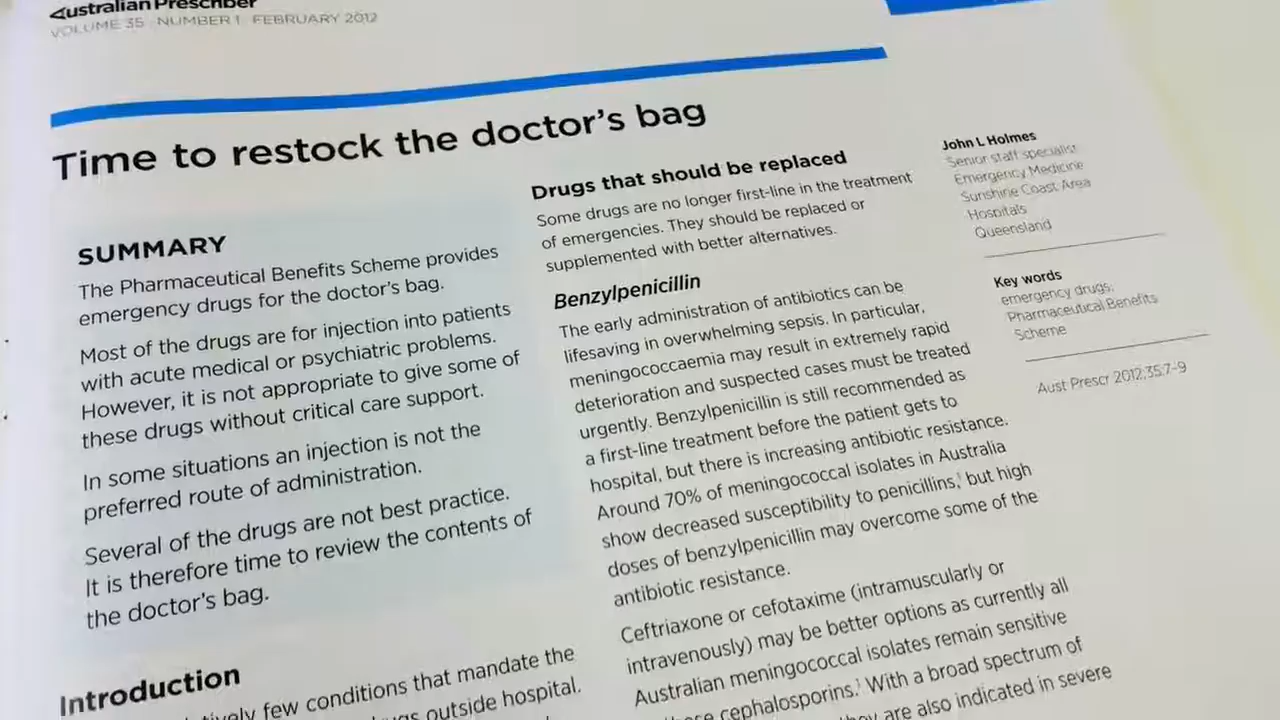 Australian Prescriber
VOLUME 35 NUMBER 1 FEBRUARY 2012
Time to restock the doctor's bag
SUMMARY
The Pharmaceutical Benefits Scheme provides
emergency drugs for the doctor's bag.
Most of the drugs are for injection into patients
with acute medical or psychiatric problems.
However, it is not appropriate to give some of
these drugs without critical care support.
In some situations an injection is not the
preferred route of administration.
Several of the drugs are not best practice.
It is therefore time to review the contents of
the doctor's bag.
Introduction
few conditions that mandate the
outside hospital.
Drugs that should be replaced
Some drugs are no longer first-line in the treatment
of emergencies. They should be replaced or
supplemented with better alternatives.
Benzylpenicillin
The early administration of antibiotics can be
lifesaving in overwhelming sepsis. In particular,
meningococcaemia may result in extremely rapid
deterioration and suspected cases must be treated
urgently. Benzylpenicillin is still recommended as
a first-line treatment before the patient gets to
hospital, but there is increasing antibiotic resistance.
Around 70% of meningococcal isolates in Australia
show decreased susceptibility to penicillins,¹ but high
doses of benzylpenicillin may overcome some of the
antibiotic resistance.
Ceftriaxone or cefotaxime (intramuscularly or
intravenously) may be better options as currently all
Australian meningococcal isolates remain sensitive
cephalosporins.¹ With a broad spectrum of
they are also indicated in severe
John L Holmes
Senior staff specialist
Emergency Medicine
Sunshine Coast Area
Hospitals
Queensland
Key words
emergency drugs,
Pharmaceutical Benefits
Scheme
Aust Prescr 2012;35:7-9